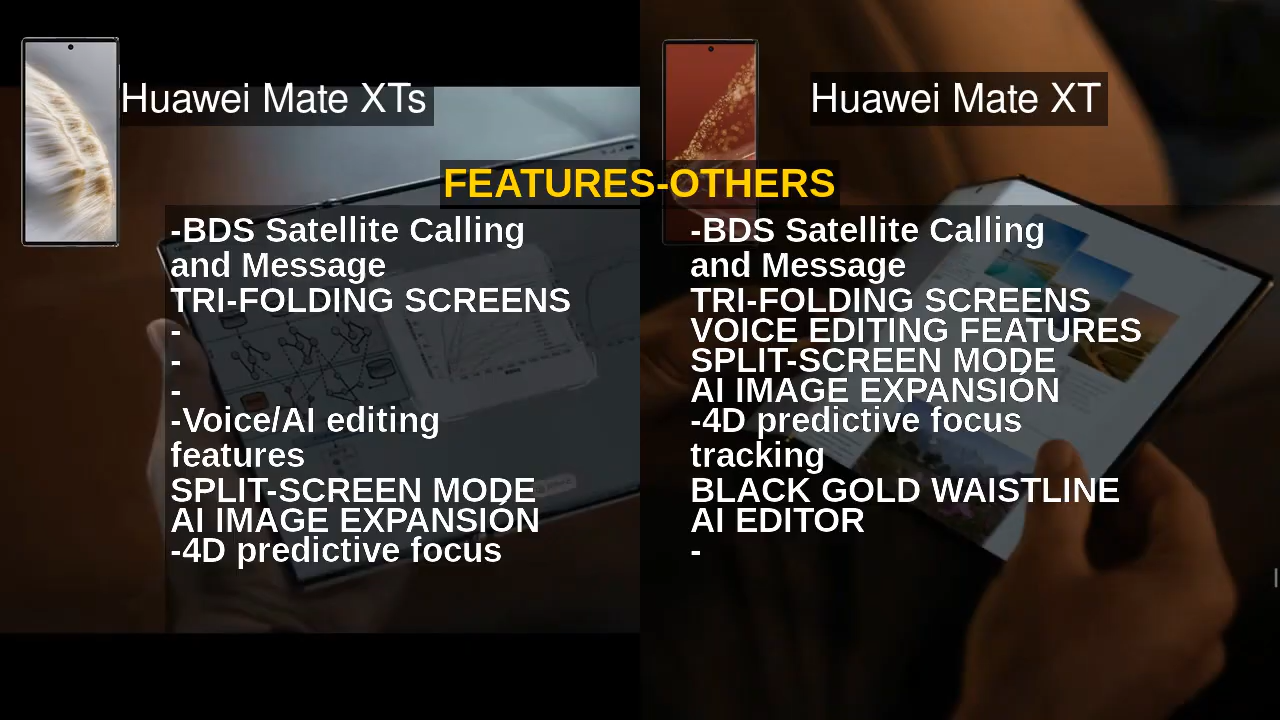 Huawei Mate XTs
Huawei Mate XT
FEATURES-OTHERS
-BDS Satellite Calling
and Message
TRI-FOLDING SCREENS
-
-
-
-Voice/AI editing
features
SPLIT-SCREEN MODE
AI IMAGE EXPANSIÓN
-4D predictive focus
-BDS Satellite Calling
and Message
TRI-FOLDING SCREENS
VOICE EDITING FEATURES
SPLIT-SCREEN MODE
AI IMAGE EXPANSIÓN
-4D predictive focus
tracking
BLACK GOLD WAISTLINE
AI EDITOR
-